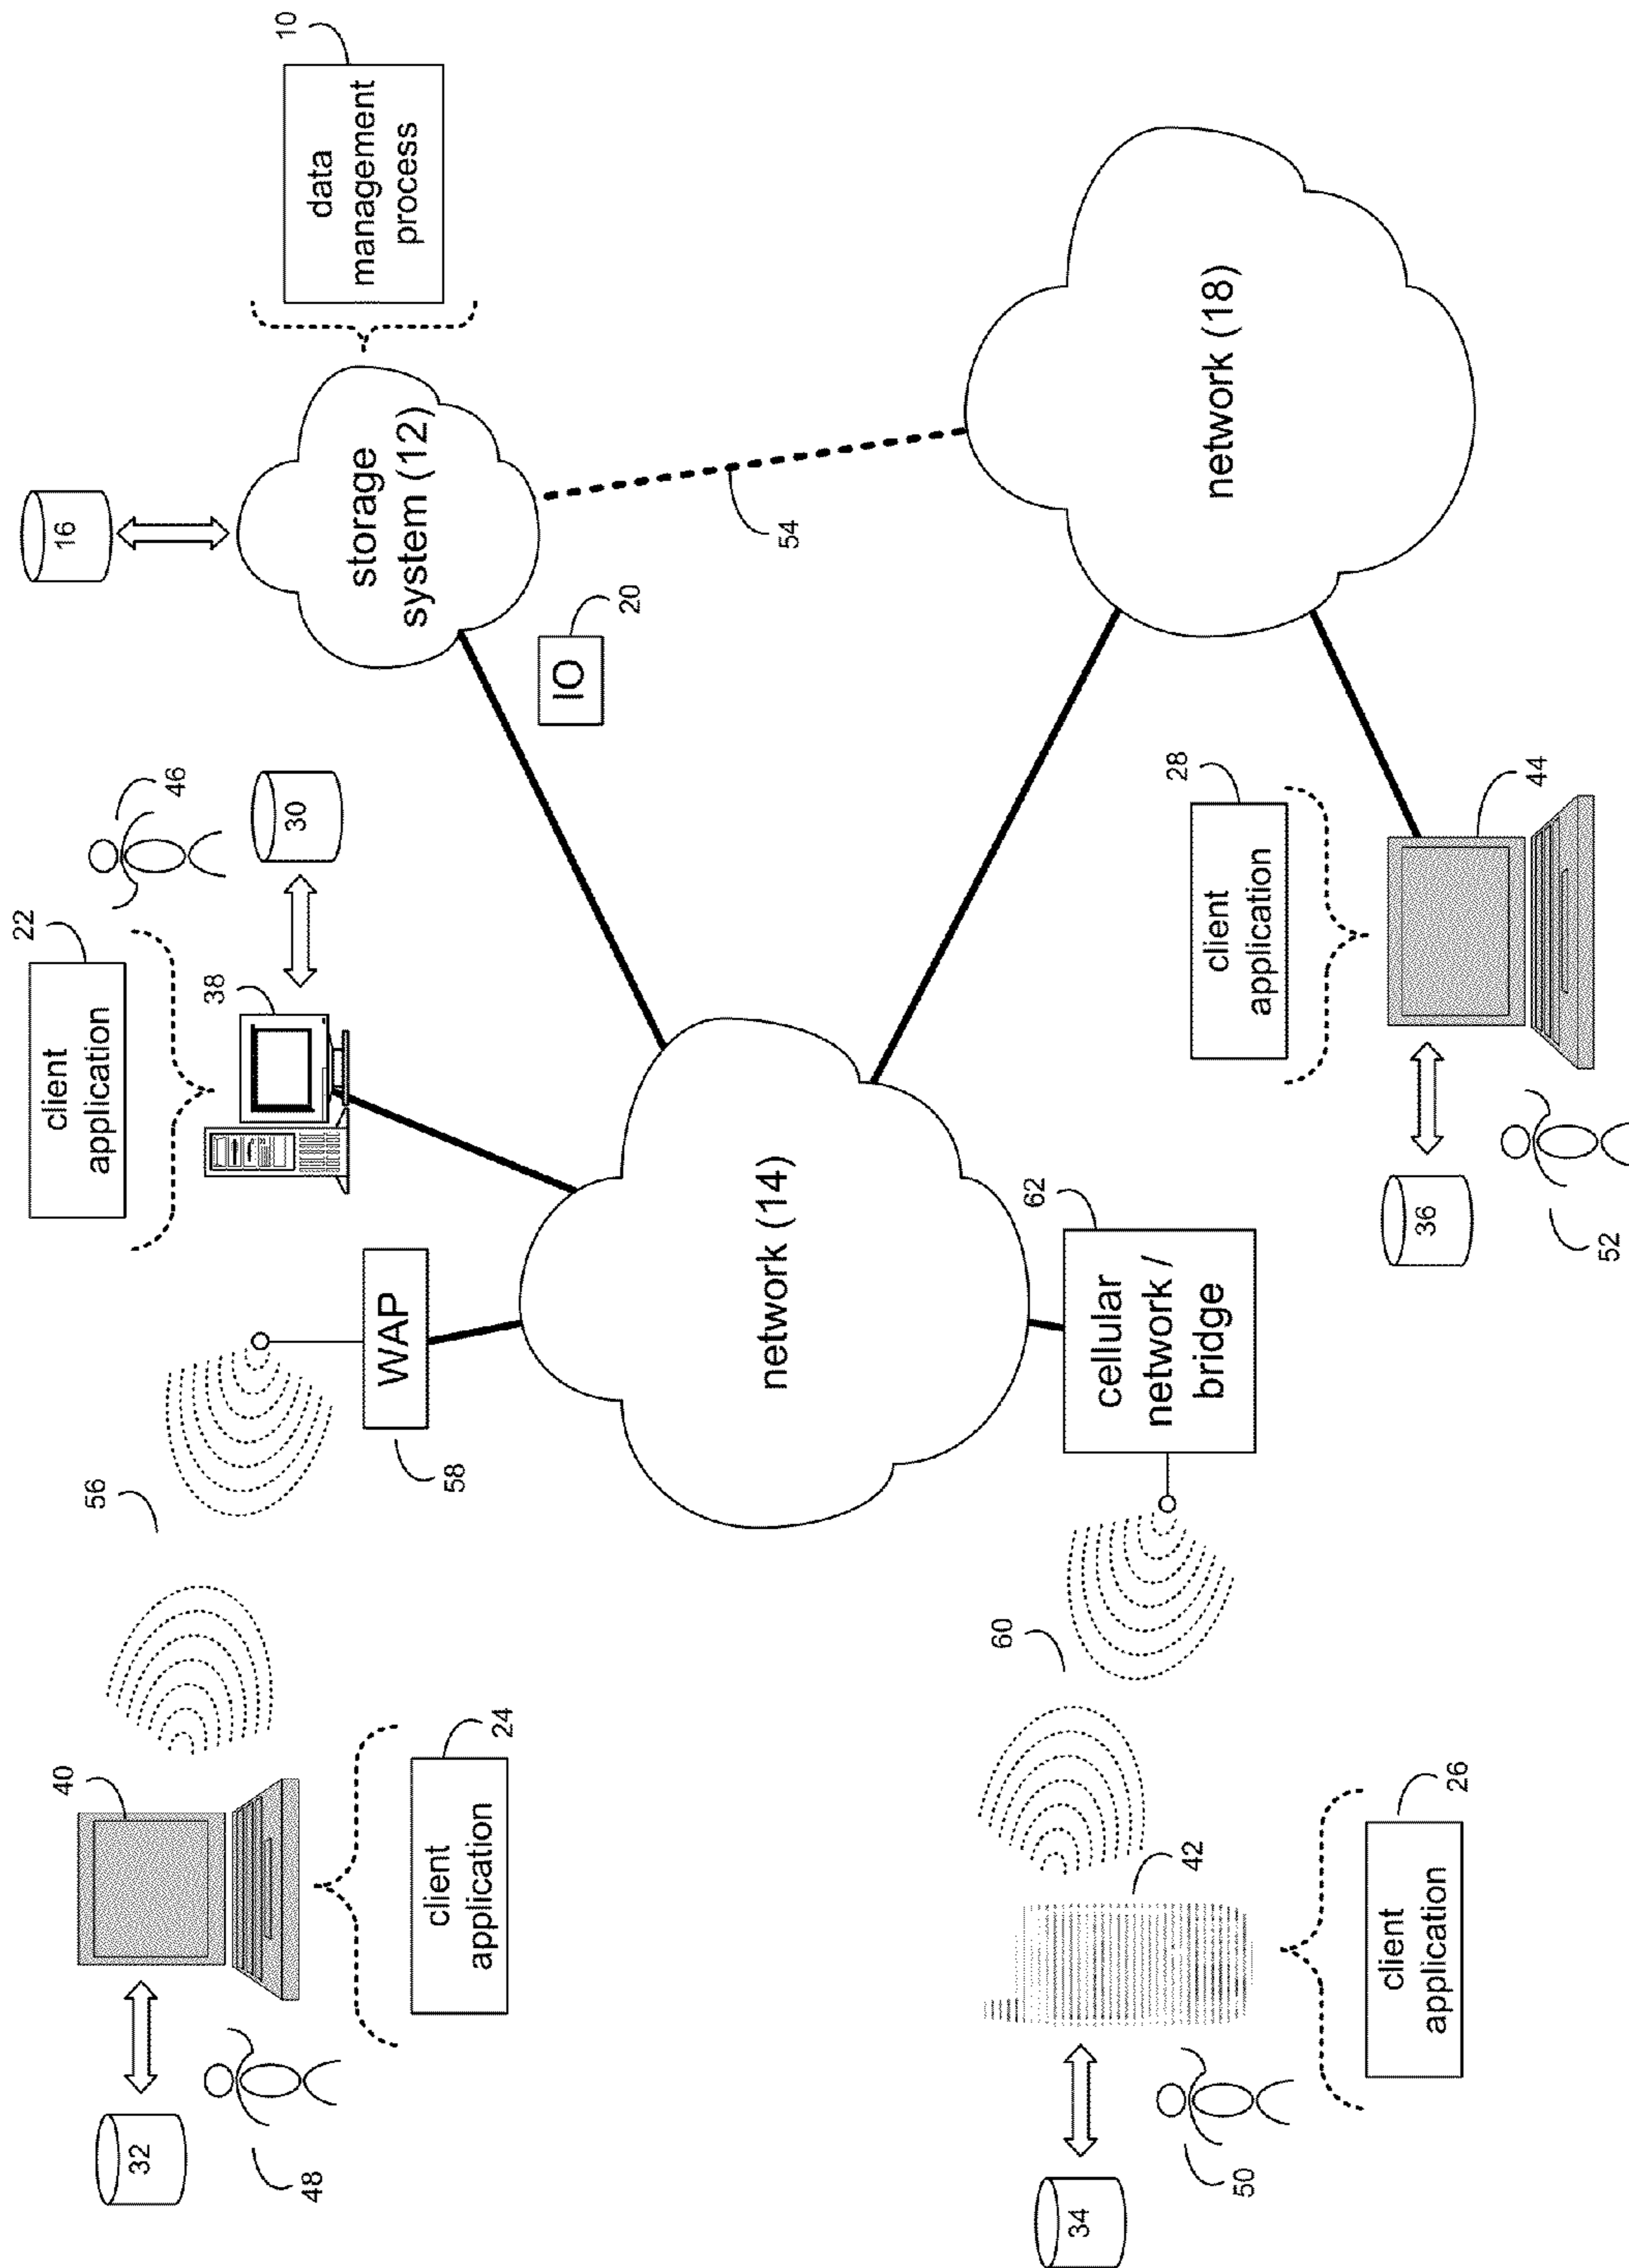 32
48
40
24
client
application
56
58
WAP
22
client
application
38
46
30
16
storage
system (12)
10
data
management
process
IO
20
network (14)
54
network (18)
34
50
42
26
client
application
60
62
cellular
network /
bridge
36
52
28
client
application
44